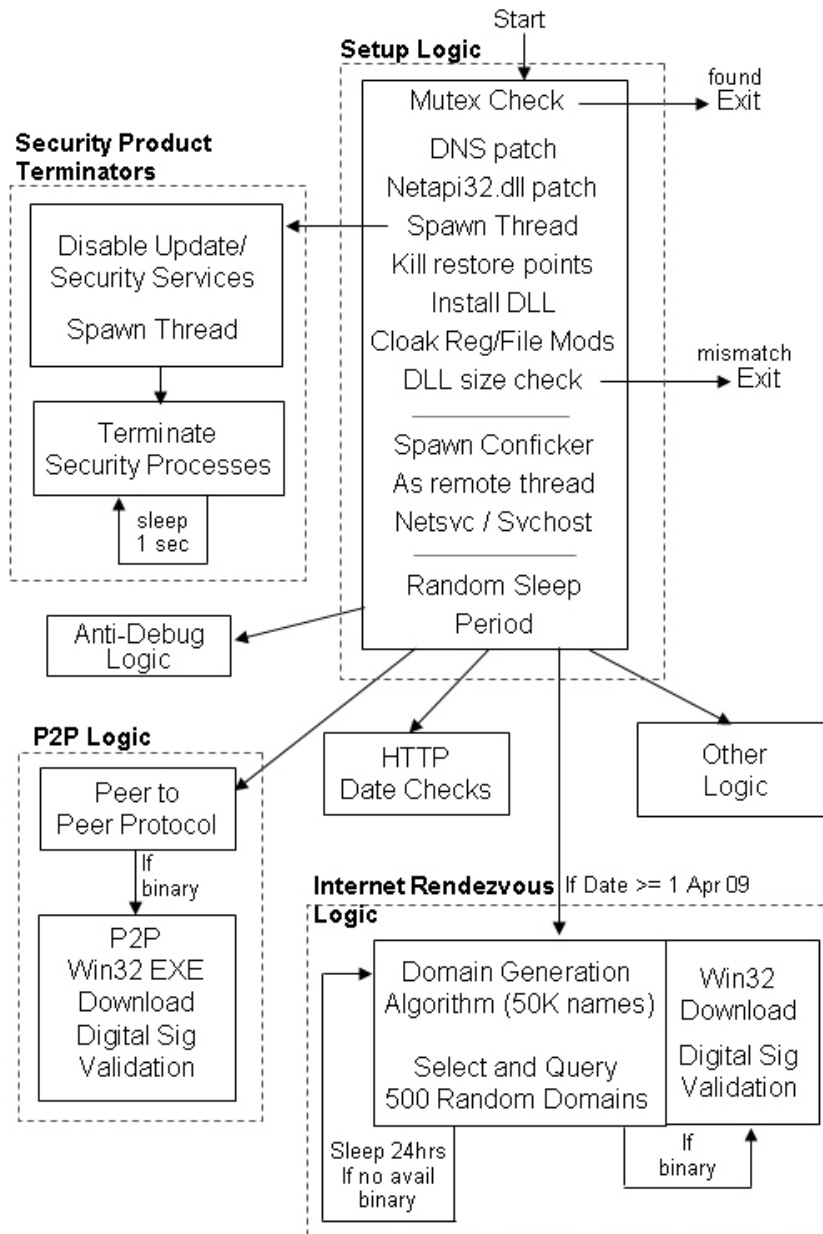 Start
Setup Logic
Mutex Check
found
Exit
DNS patch
Netapi32.dll patch
Spawn Thread
Kill restore points
Install DLL
Cloak Reg/File Mods
DLL size check
mismatch
Exit
Spawn Conficker
As remote thread
Netsvc / Svchost
Random Sleep
Period
Security Product
Terminators
Disable Update/
Security Services
Spawn Thread
Terminate
Security Processes
sleep
1 sec
Anti-Debug
Logic
P2P Logic
Peer to
Peer Protocol
If
binary
P2P
Win32 EXE
Download
Digital Sig
Validation
HTTP
Date Checks
Other
Logic
Internet Rendezvous
Logic
If Date >= 1 Apr 09
Domain Generation
Algorithm (50K names)
Select and Query
500 Random Domains
Sleep 24hrs
If no avail
binary
Win32
Download
Digital Sig
Validation
If
binary